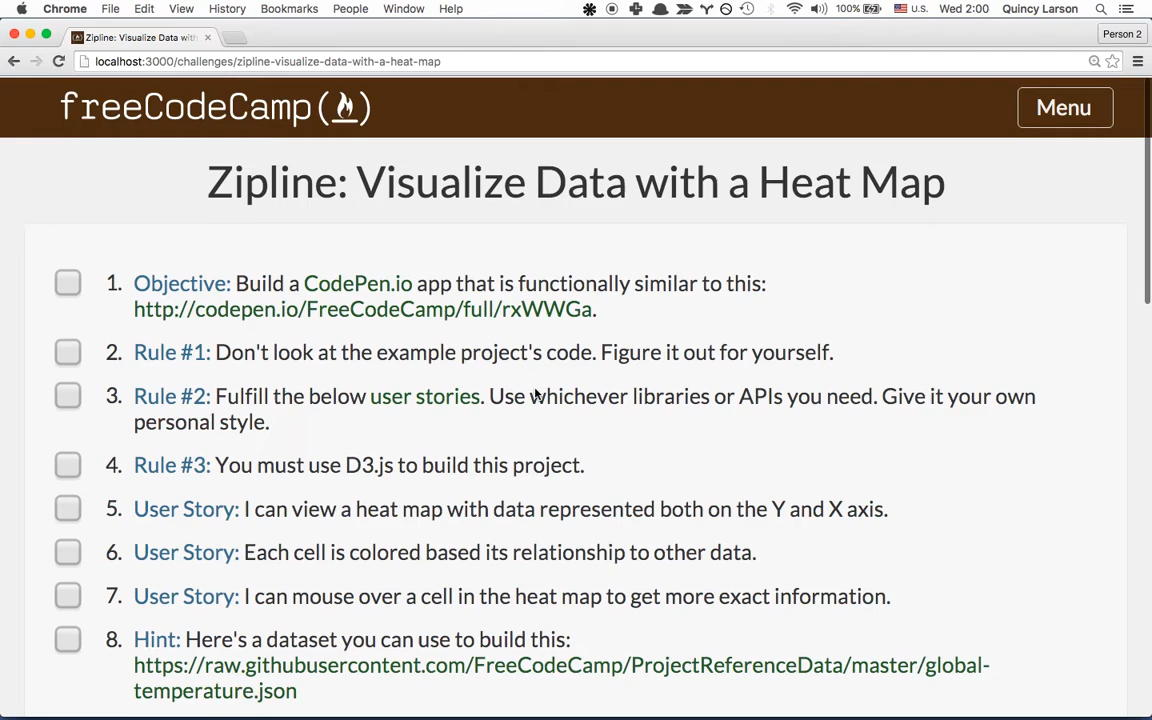 Chrome File Edit View History Bookmarks People Window Help 100% U.S. Wed 2:00 Quincy Larson
Zipline: Visualize Data with Person 2
localhost:3000/challenges/zipline-visualize-data-with-a-heat-map
freeCodeCamp Menu
Zipline: Visualize Data with a Heat Map
1. Objective: Build a CodePen.io app that is functionally similar to this:
http://codepen.io/FreeCodeCamp/full/rxWWGa.
2. Rule #1: Don't look at the example project's code. Figure it out for yourself.
3. Rule #2: Fulfill the below user stories. Use whichever libraries or APIs you need. Give it your own
personal style.
4. Rule #3: You must use D3.js to build this project.
5. User Story: I can view a heat map with data represented both on the Y and X axis.
6. User Story: Each cell is colored based its relationship to other data.
7. User Story: I can mouse over a cell in the heat map to get more exact information.
8. Hint: Here's a dataset you can use to build this:
https://raw.githubusercontent.com/FreeCodeCamp/ProjectReferenceData/master/global-
temperature.json